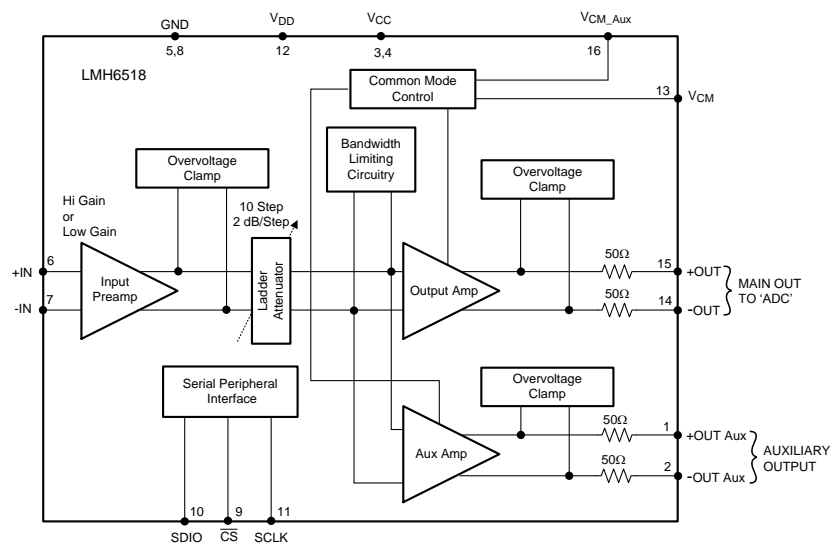 GND
VDD
VCC
VCM_Aux
5,8
12
3,4
16
LMH6518
Common Mode
Control
13
VCM
Overvoltage
Clamp
Bandwidth
Limiting
Circuitry
Overvoltage
Clamp
Hi Gain
or
Low Gain
10 Step
2 dB/Step
+IN
6
Input
Preamp
-IN
7
Ladder
Attenuator
Output Amp
50Ω
15
+OUT
50Ω
14
-OUT
MAIN OUT
TO 'ADC'
Serial Peripheral
Interface
Overvoltage
Clamp
Aux Amp
50Ω
1
+OUT Aux
50Ω
2
-OUT Aux
AUXILIARY
OUTPUT
10
9
11
SDIO
CS
SCLK